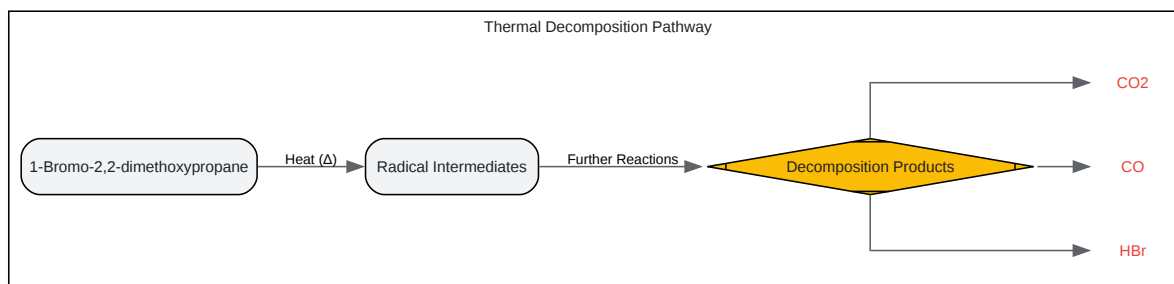 Thermal Decomposition Pathway
CO2
1-Bromo-2,2-dimethoxypropane
Heat (Δ)
Radical Intermediates
Further Reactions
Decomposition Products
CO
HBr